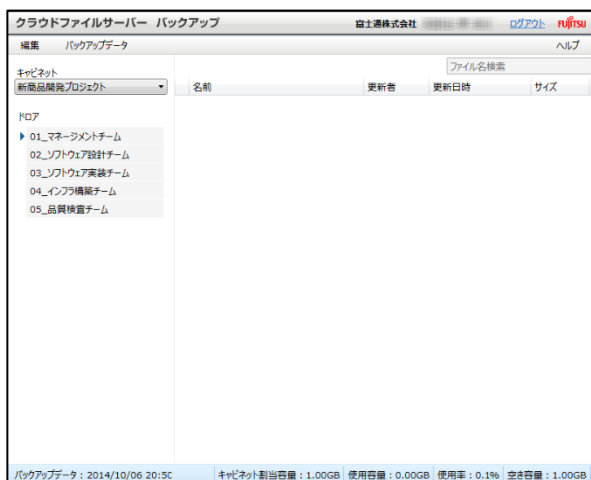 クラウドファイルサーバー バックアップ 富士通株式会社 ログアウト FUJITSU
編集 バックアップデータ ヘルプ
ファイル名検索
キャビネット
新商品開発プロジェクト
名前 更新者 更新日時 サイズ
ドロア
01_マネージメントチーム
02_ソフトウェア設計チーム
03_ソフトウェア実装チーム
04_インフラ構築チーム
05_品質検査チーム
バックアップデータ：2014/10/06 20:50 キャビネット割当容量：1.00GB 使用容量：0.00GB 使用率：0.1% 空き容量：1.00GB